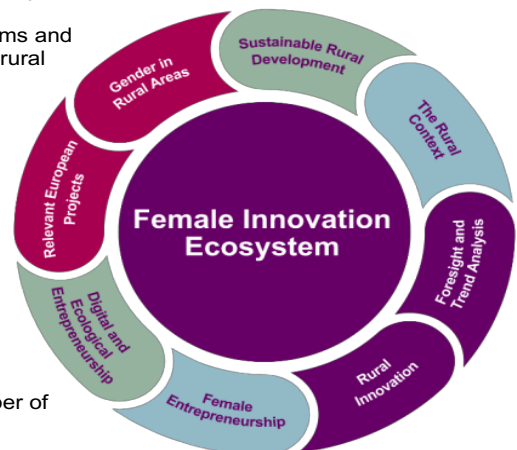 ms and
rural
Gender in
Rural Areas
Sustainable Rural
Development
The Rural
Context
Foresight and
Trend Analysis
Rural
Innovation
Female
Entrepreneurship
Digital and
Ecological
Entrepreneurship
Relevant European
Projects
Female Innovation
Ecosystem
er of